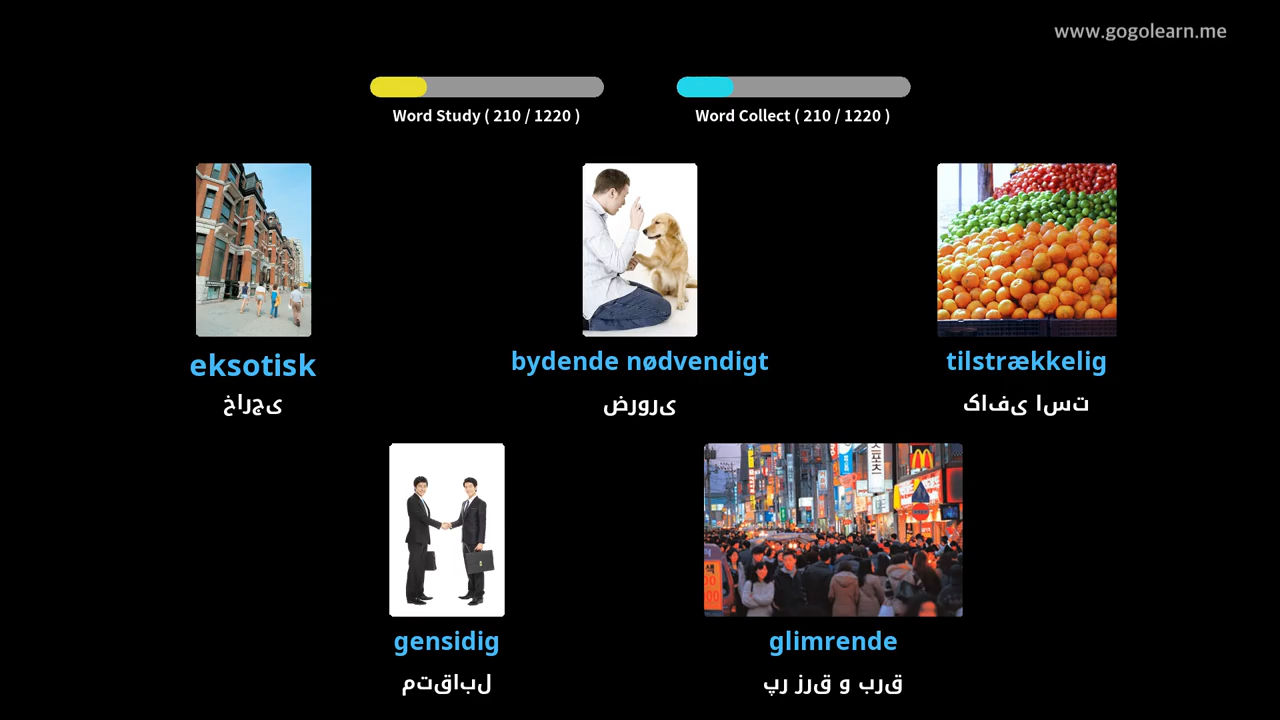 www.gogolearn.me
Word Study ( 210 / 1220 )
Word Collect ( 210 / 1220 )
eksotisk
خارجی
bydende nødvendigt
ضروری
tilstrækkelig
کافی است
gensidig
متقابل
glimrende
پر زرق و برق